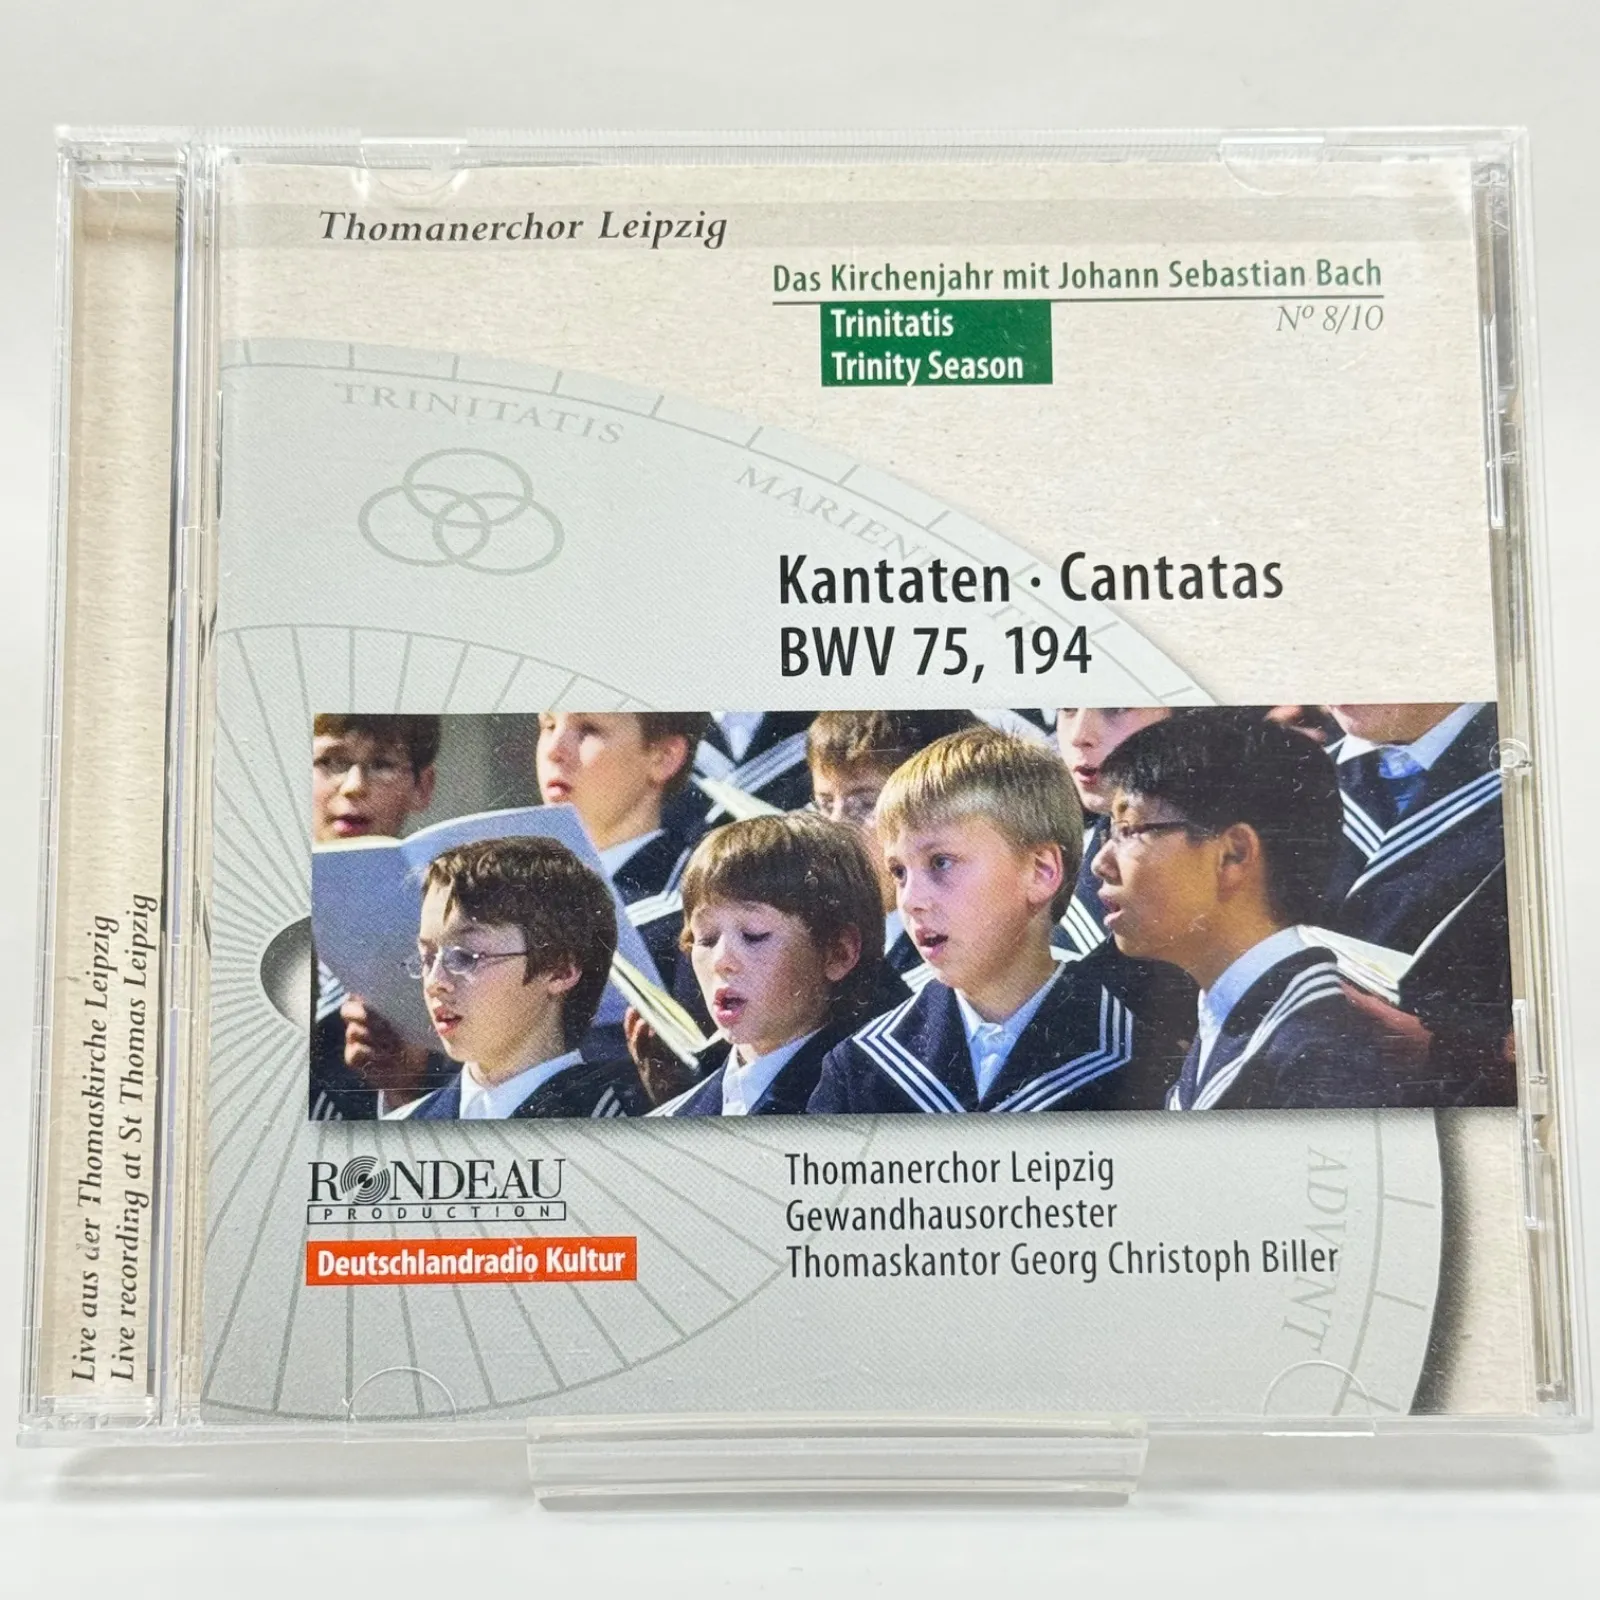 Thomanerchor Leipzig
Das Kirchenjahr mit Johann Sebastian Bach
Nº 8/10
Trinitatis
Trinity Season
TRINITATIS
Kantaten · Cantatas
BWV 75, 194
RONDEAU
PRODUCTION
Deutschlandradio Kultur
Thomanerchor Leipzig
Gewandhausorchester
Thomaskantor Georg Christoph Biller
ADVENT
Live aus der Thomaskirche Leipzig
Live recording at St Thomas Leipzig